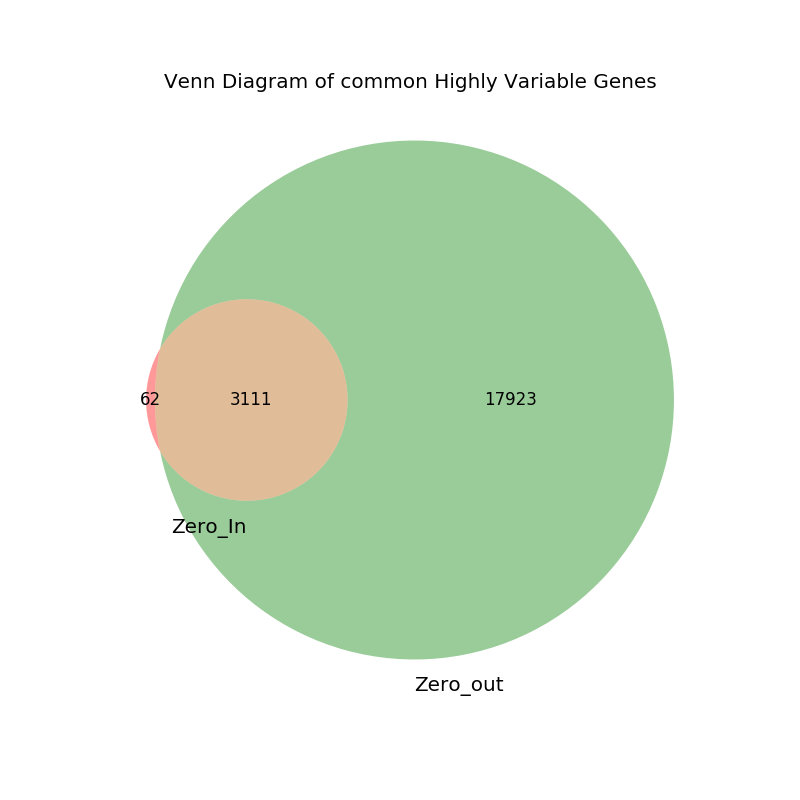 Venn Diagram of common Highly Variable Genes
62
3111
17923
Zero_In
Zero_out